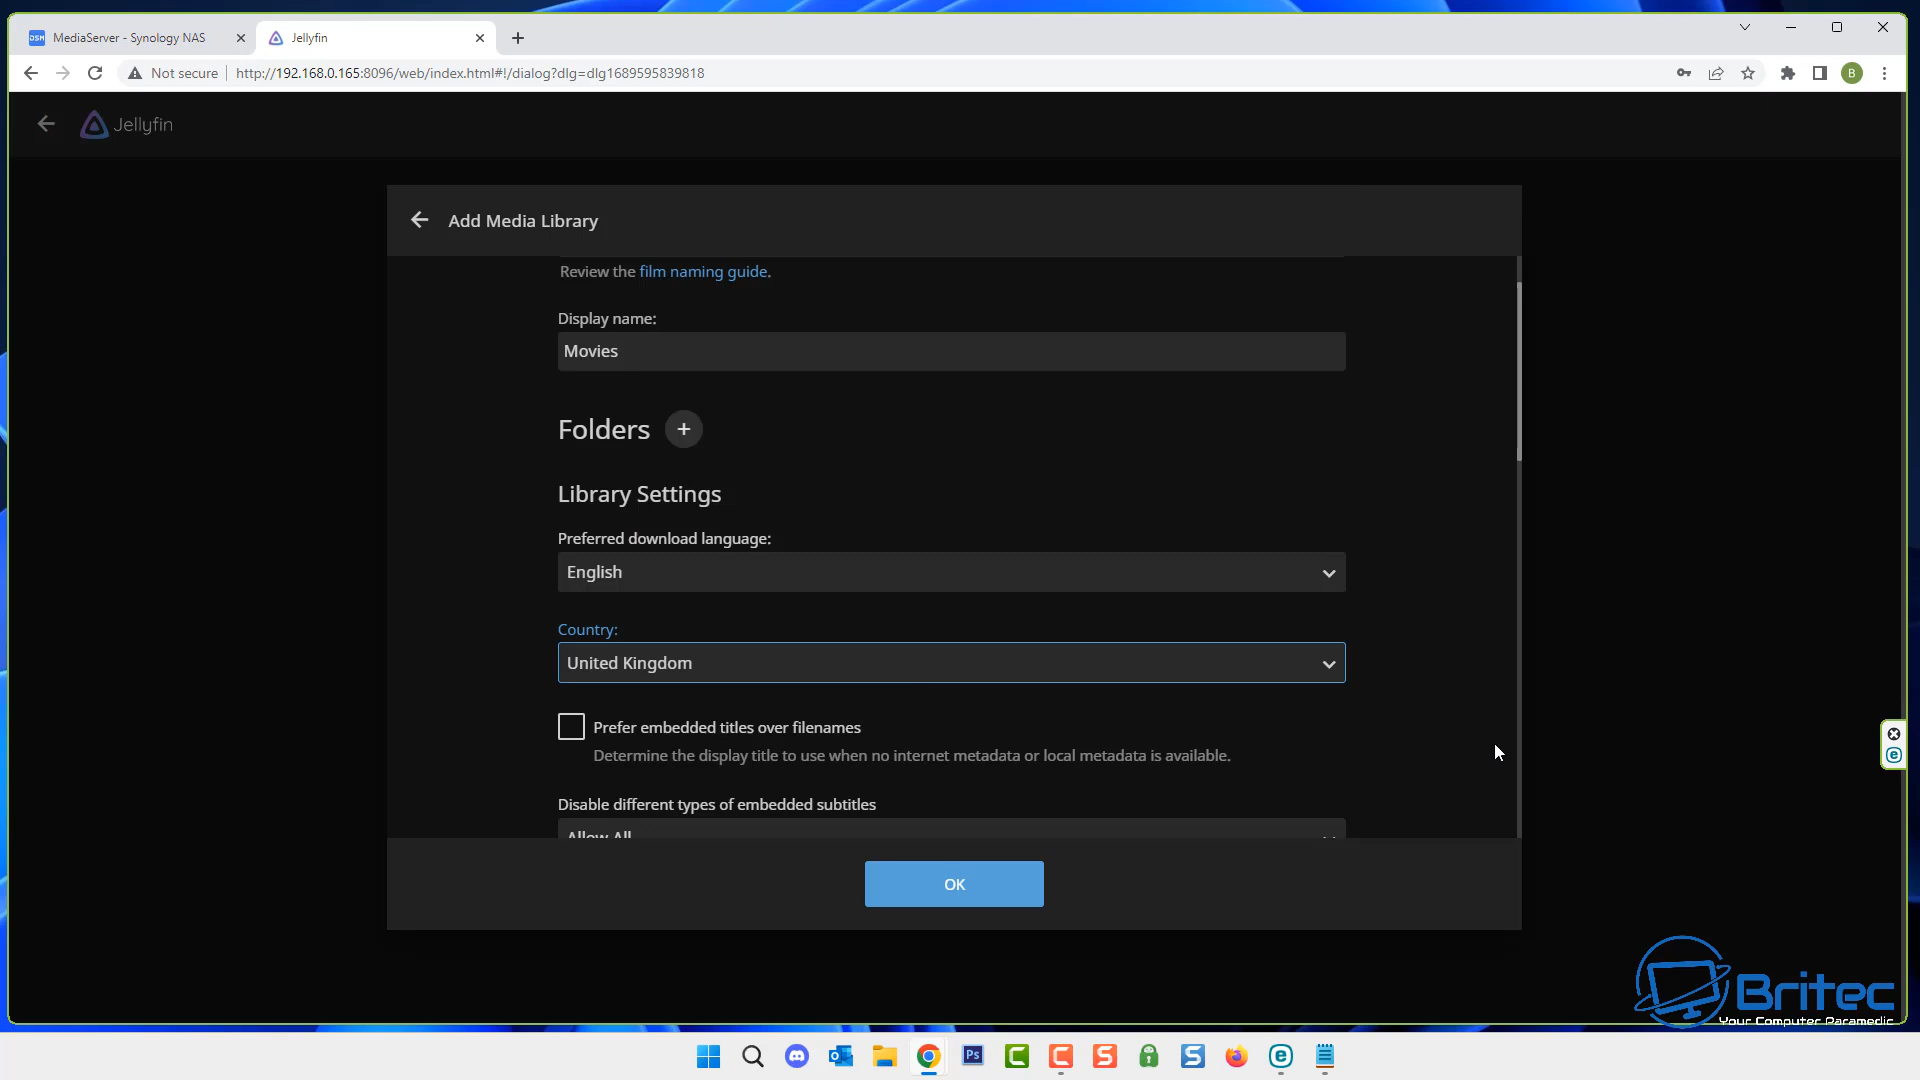 MediaServer - Synology NAS
Jellyfin
Not secure
http://192.168.0.165:8096/web/index.html#!/dialog?dlg=dlg1689595839818
B
Jellyfin
Add Media Library
Review the film naming guide.
Display name:
Movies
Folders +
Library Settings
Preferred download language:
English
Country:
United Kingdom
Prefer embedded titles over filenames
Determine the display title to use when no internet metadata or local metadata is available.
Disable different types of embedded subtitles
Allow All
OK
Britec
Your Computer Paramedic
Ps